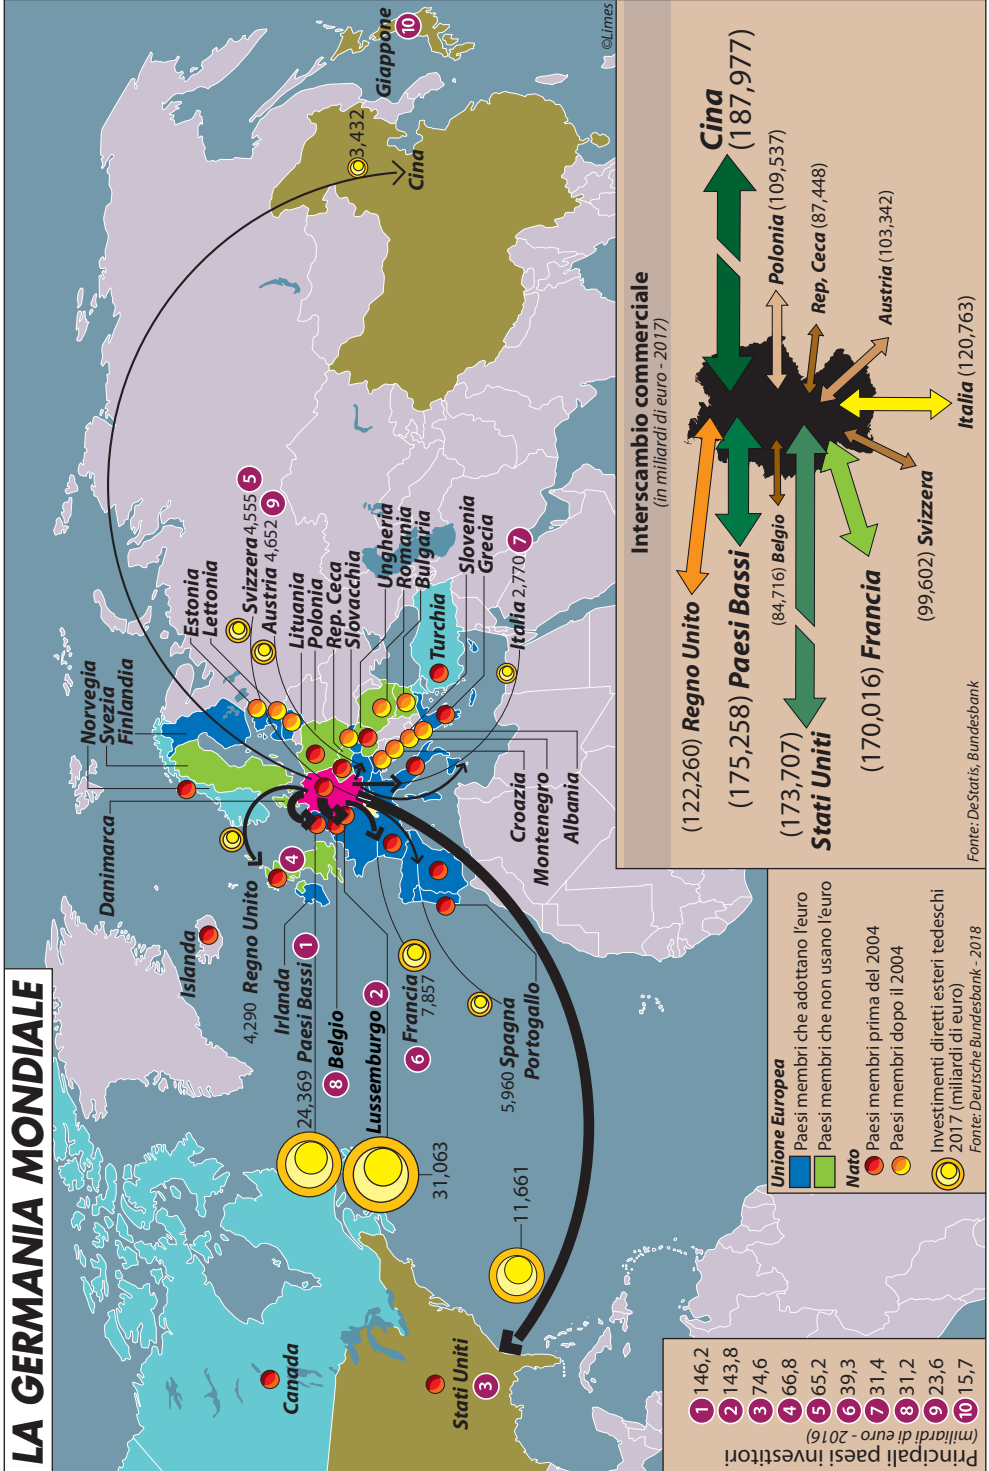 LA GERMANIA MONDIALE
Canada
Stati Uniti
3
11,661
31,063
Lussemburgo 2
24,369 Paesi Bassi 1
8 Belgio
Irlanda
4,290 Regno Unito
4
Islanda
Danimarca
Norvegia
Svezia
Finlandia
6 Francia
7,857
5,960 Spagna
Portogallo
Estonia
Lettonia
Svizzera 4,555 5
Austria 4,652 9
Lituania
Polonia
Rep. Ceca
Slovacchia
Ungheria
Romania
Bulgaria
Slovenia
Grecia
Italia 2,770 7
Turchia
Croazia
Montenegro
Albania
3,432
Cina
Giappone
10
©Limes
Principali paesi investitori
(miliardi di euro - 2016)
1 146,2
2 143,8
3 74,6
4 66,8
5 65,2
6 39,3
7 31,4
8 31,2
9 23,6
10 15,7
Unione Europea
Paesi membri che adottano l'euro
Paesi membri che non usano l'euro
Nato
Paesi membri prima del 2004
Paesi membri dopo il 2004
Investimenti diretti esteri tedeschi
2017 (miliardi di euro)
Fonte: Deutsche Bundesbank - 2018
Interscambio commerciale
(in miliardi di euro - 2017)
(122,260) Regno Unito
(175,258) Paesi Bassi
(84,716) Belgio
(173,707)
Stati Uniti
(170,016) Francia
(99,602) Svizzera
Italia (120,763)
Austria (103,342)
Rep. Ceca (87,448)
Polonia (109,537)
Cina
(187,977)
Fonte: DeStatis, Bundesbank